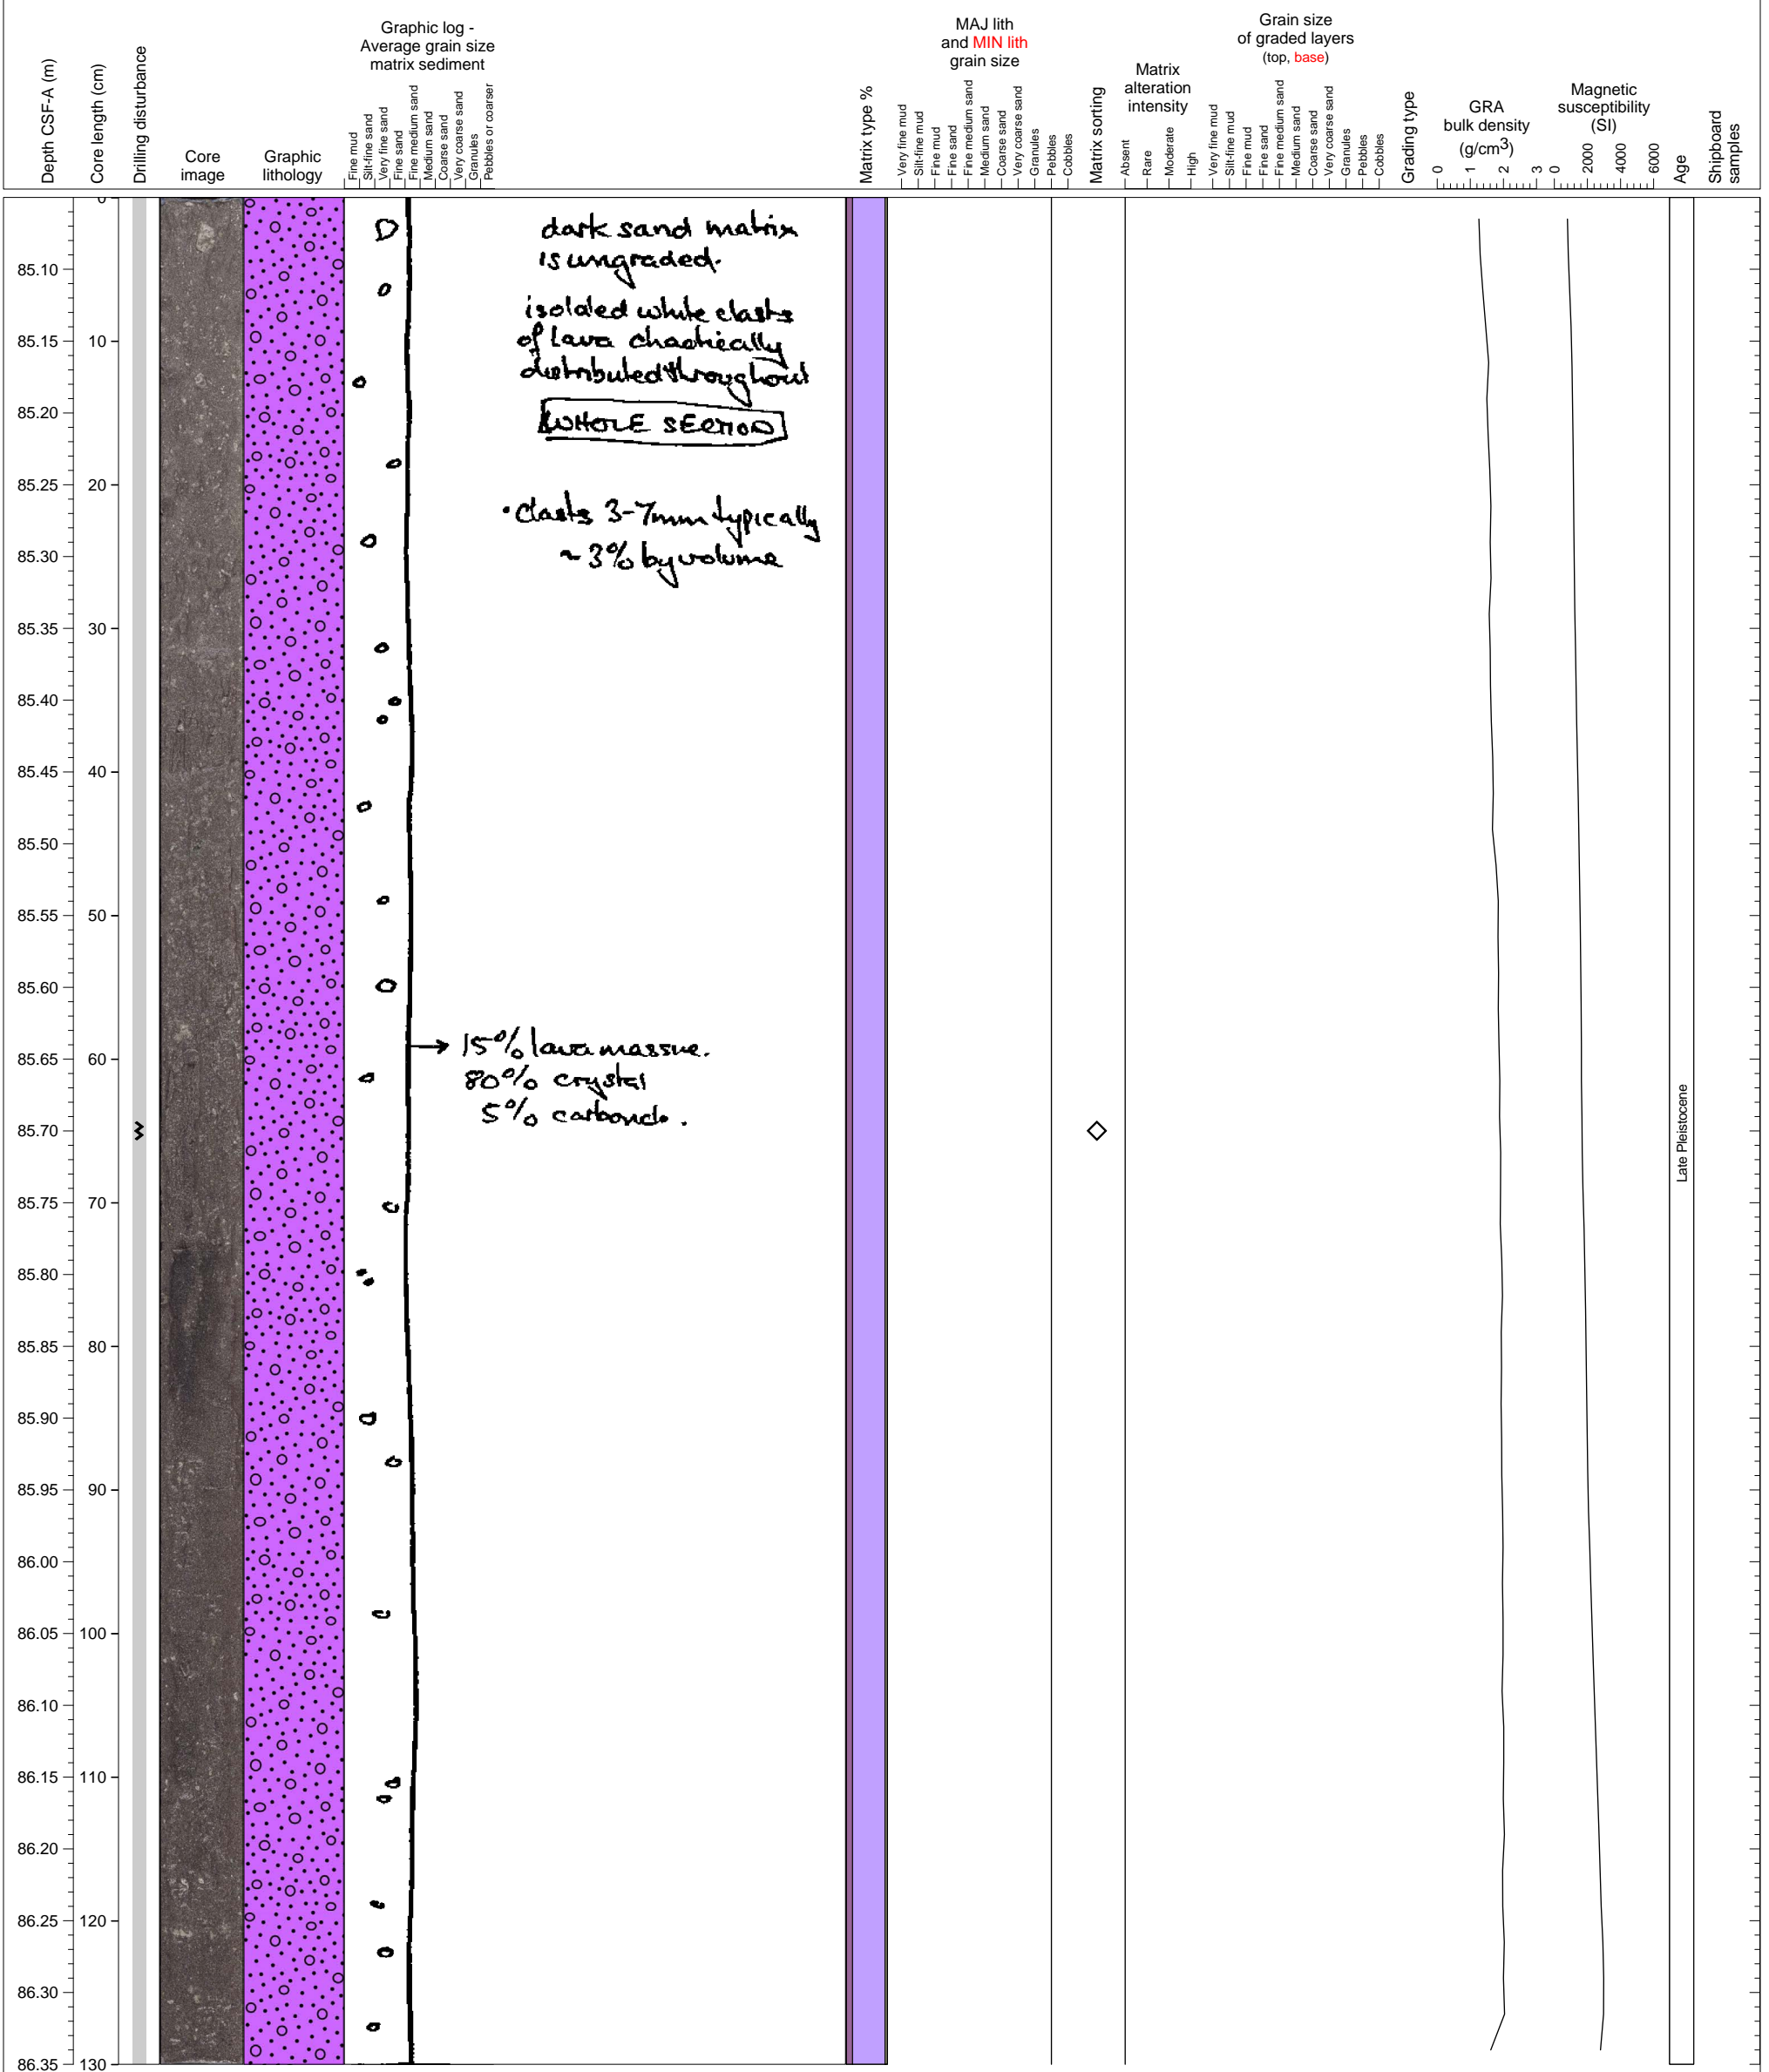 Depth CSF-A (m)
Core length (cm)
Drilling disturbance
Core
image
Graphic
lithology
Graphic log -
Average grain size
matrix sediment
Fine mud
Silt-fine sand
Very fine sand
Fine sand
Fine medium sand
Medium sand
Coarse sand
Very coarse sand
Granules
Pebbles or coarser
Matrix type %
MAJ lith
and MIN lith
grain size
Very fine mud
Silt-fine mud
Fine mud
Fine sand
Fine medium sand
Medium sand
Coarse sand
Very coarse sand
Granules
Pebbles
Cobbles
Matrix sorting
Matrix
alteration
intensity
Absent
Rare
Moderate
High
Grain size
of graded layers
(top, base)
Very fine mud
Silt-fine mud
Fine mud
Fine sand
Fine medium sand
Medium sand
Coarse sand
Very coarse sand
Granules
Pebbles
Cobbles
Grading type
GRA
bulk density
(g/cm3)
0 1 2 3
Magnetic
susceptibility
(SI)
0 2000 4000 6000
Age
Shipboard
samples
0
85.10
85.15 10
85.20
85.25 20
85.30
85.35 30
85.40
85.45 40
85.50
85.55 50
85.60
85.65 60
85.70
85.75 70
85.80
85.85 80
85.90
85.95 90
86.00
86.05 100
86.10
86.15 110
86.20
86.25 120
86.30
86.35 130
dark sand matrix
is ungraded.
isolded white clasts
of lava chaotically
distributed throughout
WHOLE SECTION
• Clasts 3-7mm typically
~ 3% by volume
→ 15% lava massive.
80% crystal
5% carbonate.
Late Pleistocene